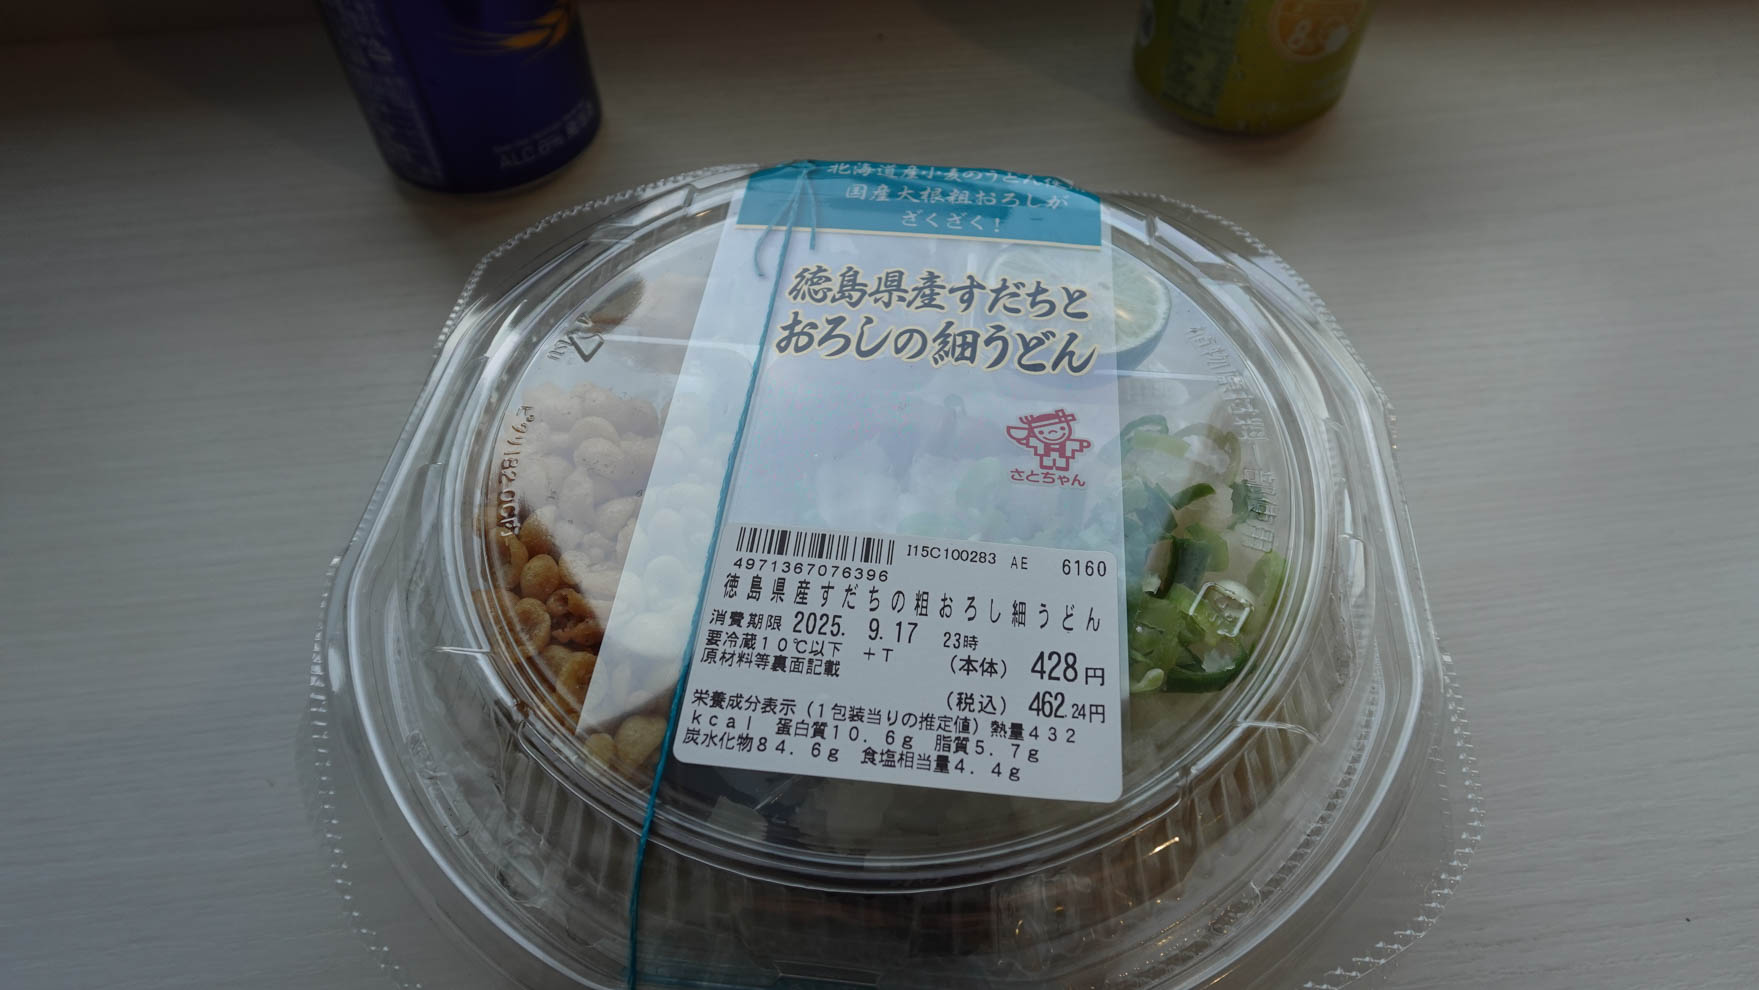 ALC.6%
北海道産小麦のうどん使用
国産大根粗おろしが
ざくざく!
徳島県産すだちと
おろしの細うどん
さとちゃん
I15C100283 AE 6160
4971367076396
徳島県産すだちの粗おろし細うどん
消費期限 2025. 9.17 23時
要冷蔵10℃以下 +T
原材料等裏面記載
(本体) 428円
(税込) 462.24円
栄養成分表示(1包装当りの推定値)熱量432
kcal 蛋白質10.6g 脂質5.7g
炭水化物84.6g 食塩相当量4.4g